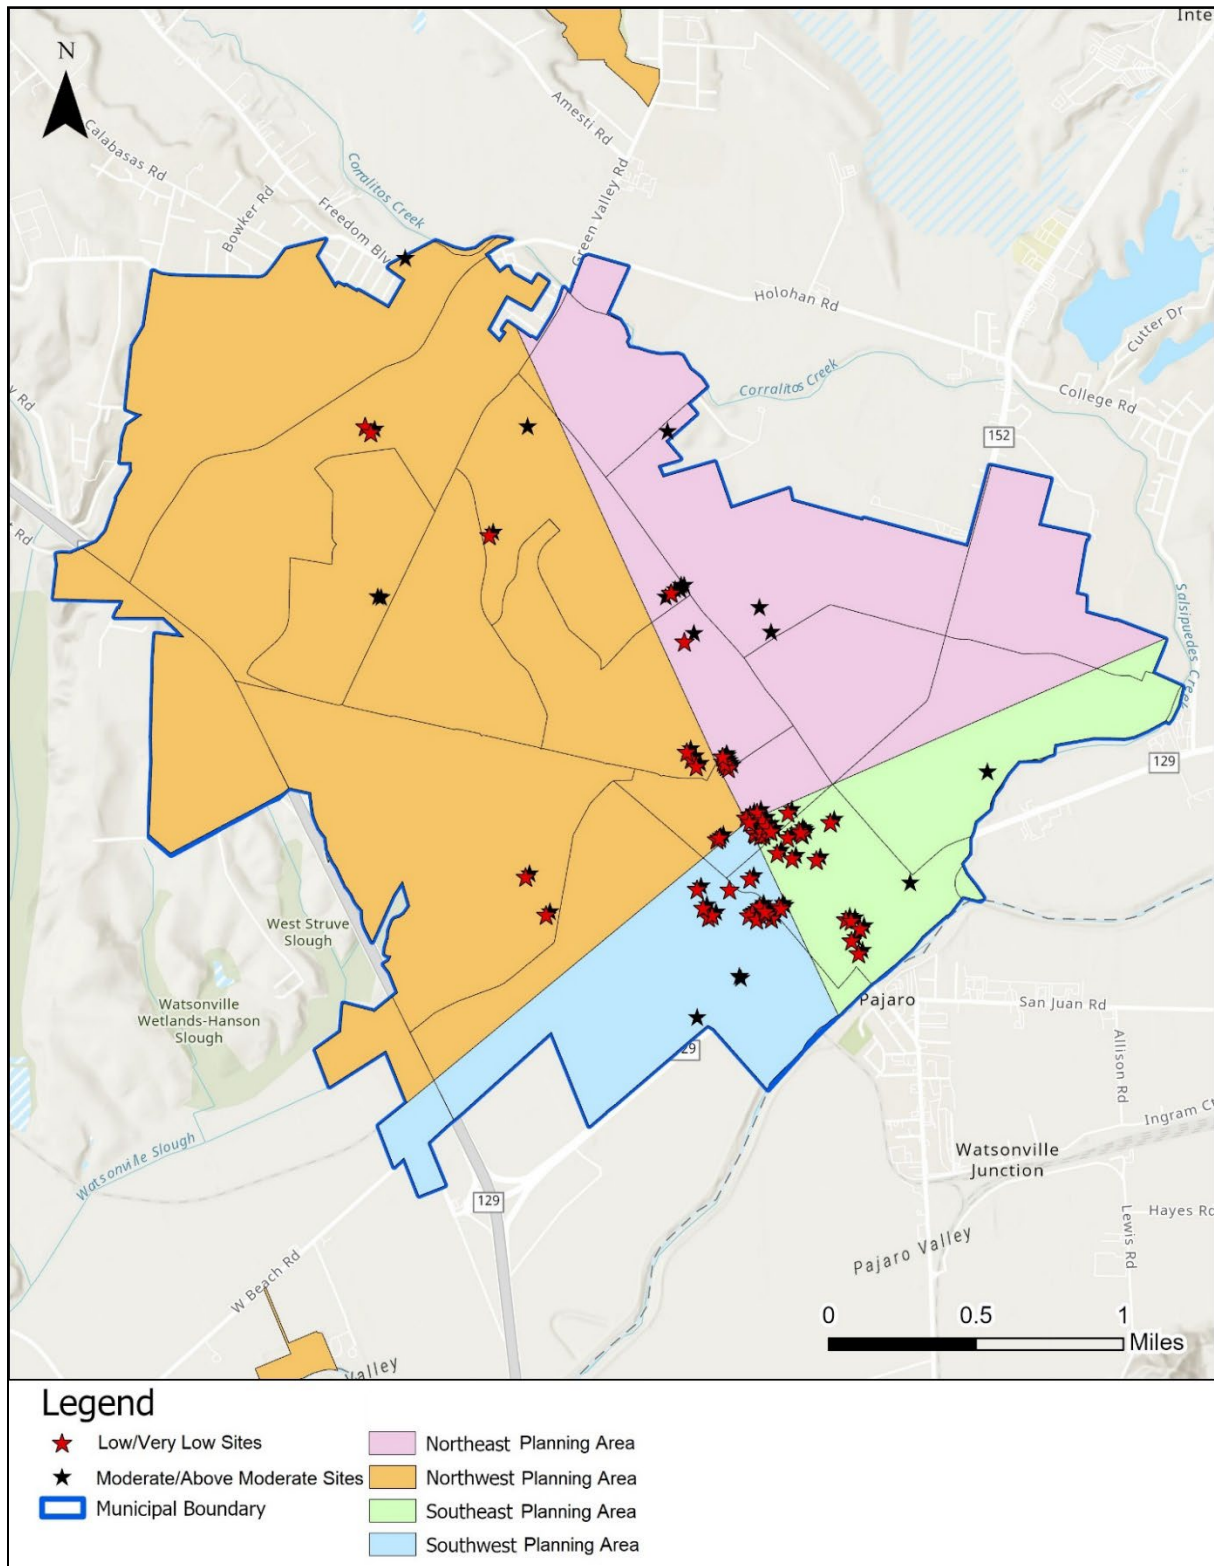 Inte
N
Amesti Rd
Calabasas Rd
Corralitos Creek
Green Valley Rd
Bowker Rd
Freedom Blv
Holohan Rd
Cutter Dr
Corralitos Creek
College Rd
y Rd
152
Rd
Salsipuedes Creek
129
West Struve
Slough
Watsonville
Wetlands-Hanson
Slough
Pajaro
San Juan Rd
29
Allison Rd
Ingram Ct
Watsonville Slough
Watsonville
Junction
129
Hayes Rd
Lewis Rd
Pajaro Valley
W Beach Rd
0 0.5 1
Miles
Valley
Legend
Low/Very Low Sites
Moderate/Above Moderate Sites
Municipal Boundary
Northeast Planning Area
Northwest Planning Area
Southeast Planning Area
Southwest Planning Area